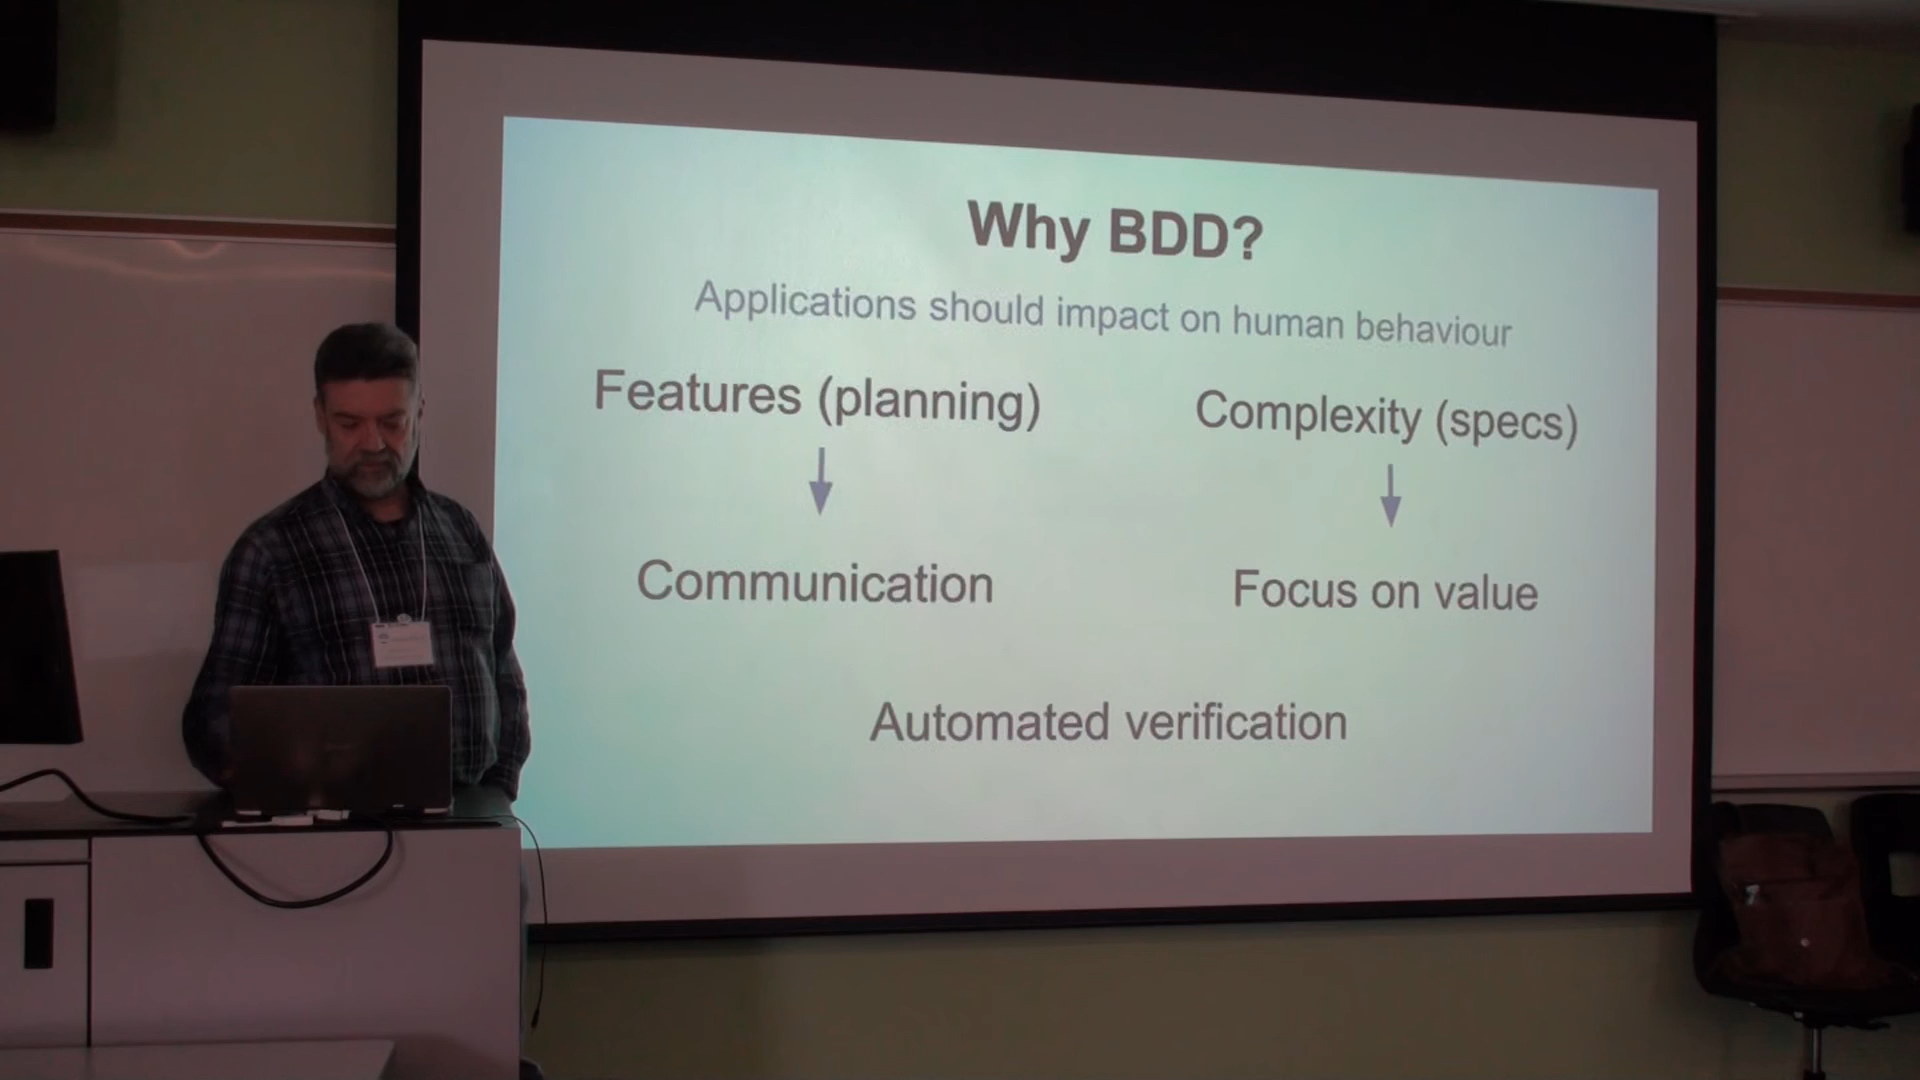 Why BDD?
Applications should impact on human behaviour
Features (planning)
Complexity (specs)
Communication
Focus on value
Automated verification